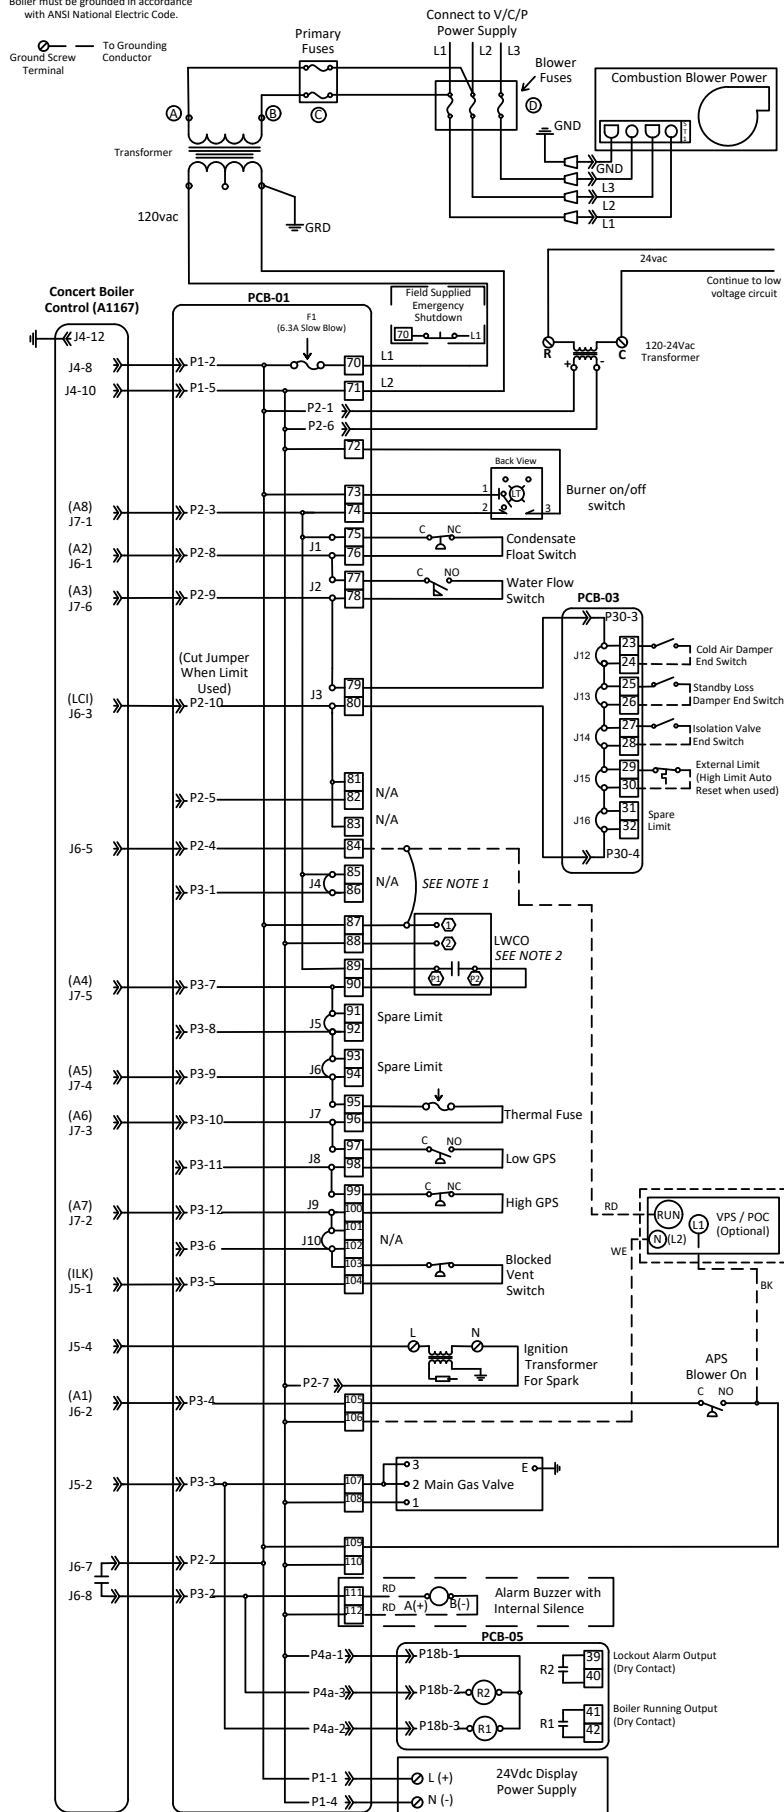 Boiler must be grounded in accordance
with ANSI National Electric Code.
Ground Screw
Terminal
To Grounding
Conductor
Primary
Fuses
Connect to V/C/P
Power Supply
L1
L2
L3
Blower
Fuses
Combustion Blower Power
A
B
C
D
GND
GND
L3
L2
L1
Transformer
120vac
GRD
24vac
Continue to low
voltage circuit
R
C
120-24Vac
Transformer
+
-
Concert Boiler
Control (A1167)
PCB-01
F1
(6.3A Slow Blow)
Field Supplied
Emergency
Shutdown
70
L1
J4-12
J4-8
P1-2
70
L1
J4-10
P1-5
71
L2
P2-1
P2-6
72
Back View
LT
1
2
3
Burner on/off
switch
73
(A8)
J7-1
P2-3
74
75
C
NC
Condensate
Float Switch
(A2)
J6-1
P2-8
J1
76
77
C
NO
Water Flow
Switch
(A3)
J7-6
P2-9
J2
78
PCB-03
P30-3
J12
23
24
Cold Air Damper
End Switch
J13
25
26
Standby Loss
Damper End Switch
J14
27
28
Isolation Valve
End Switch
J15
29
30
External Limit
(High Limit Auto
Reset when used)
J16
31
32
Spare
Limit
P30-4
(Cut Jumper
When Limit
Used)
J3
79
(LCI)
J6-3
P2-10
80
81
P2-5
82
N/A
83
N/A
J6-5
P2-4
84
85
P3-1
J4
86
N/A
SEE NOTE 1
87
1
88
2
LWCO
SEE NOTE 2
89
P1
P2
(A4)
J7-5
P3-7
90
91
Spare Limit
P3-8
J5
92
93
Spare Limit
(A5)
J7-4
P3-9
J6
94
95
(A6)
J7-3
P3-10
J7
96
Thermal Fuse
97
C
NO
P3-11
J8
98
Low GPS
99
C
NC
(A7)
J7-2
P3-12
J9
100
High GPS
101
P3-6
J10
102
N/A
103
Blocked
Vent
Switch
(ILK)
J5-1
P3-5
104
RD
RUN
L1
VPS / POC
(Optional)
N
(L2)
WE
BK
J5-4
L
N
Ignition
Transformer
For Spark
P2-7
APS
Blower On
C
NO
(A1)
J6-2
P3-4
105
106
J5-2
P3-3
107
108
3
2
Main Gas Valve
1
E
109
J6-7
P2-2
110
J6-8
P3-2
111
RD
112
RD
A(+)
B(-)
Alarm Buzzer with
Internal Silence
PCB-05
P4a-1
P18b-1
P4a-3
P18b-2
R2
P4a-2
P18b-3
R1
R2
39
40
Lockout Alarm Output
(Dry Contact)
R1
41
42
Boiler Running Output
(Dry Contact)
P1-1
L (+)
P1-4
N (-)
24Vdc Display
Power Supply